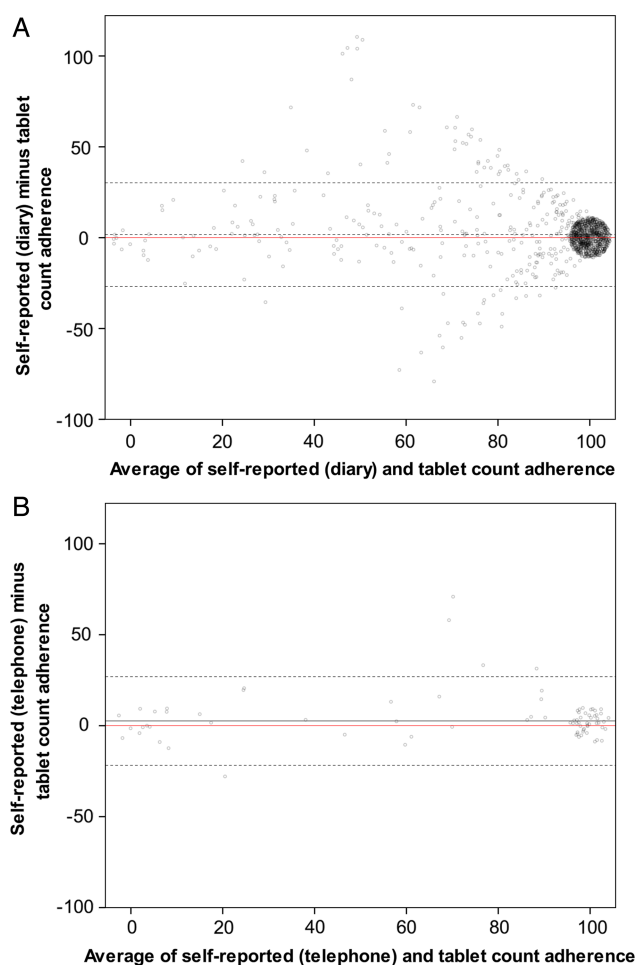 A
Self-reported (diary) minus tablet
count adherence
100
50
0
-50
-100
0 20 40 60 80 100
Average of self-reported (diary) and tablet count adherence
B
Self-reported (telephone) minus
tablet count adherence
100
50
0
-50
-100
0 20 40 60 80 100
Average of self-reported (telephone) and tablet count adherence